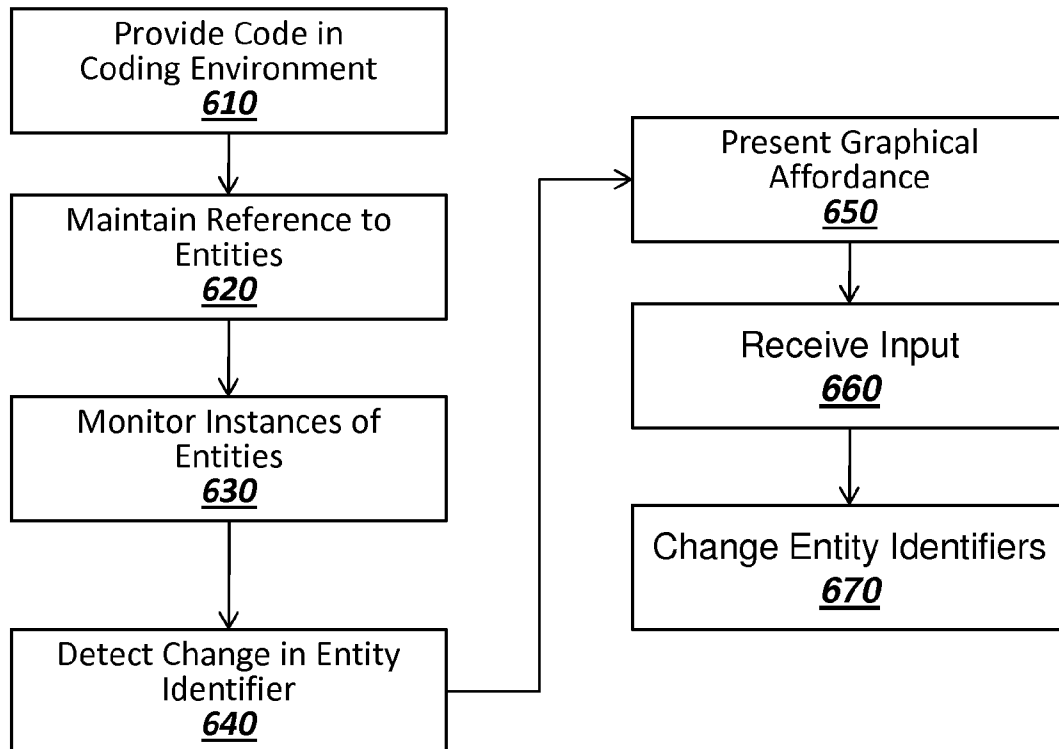 Provide Code in
Coding Environment
610
Maintain Reference to
Entities
620
Monitor Instances of
Entities
630
Detect Change in Entity
Identifier
640
Present Graphical
Affordance
650
Receive Input
660
Change Entity Identifiers
670